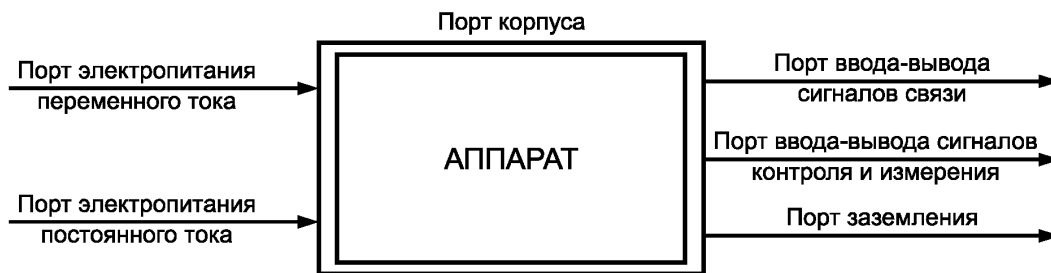 Порт корпуса
Порт электропитания
переменного тока
Порт электропитания
постоянного тока
АППАРАТ
Порт ввода-вывода
сигналов связи
Порт ввода-вывода сигналов
контроля и измерения
Порт заземления